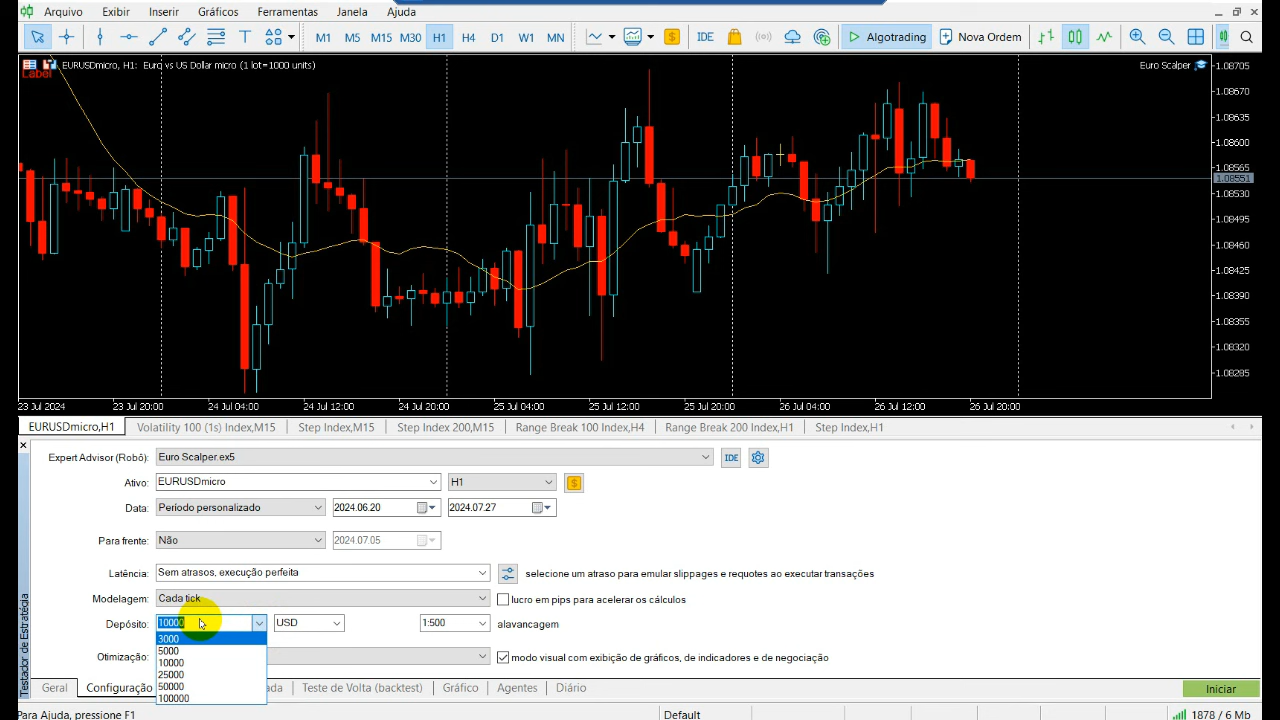 Arquivo Exibir Inserir Gráficos Ferramentas Janela Ajuda
M1 M5 M15 M30 H1 H4 D1 W1 MN IDE Algotrading Nova Ordem
EURUSDmicro, H1: Euro vs US Dollar micro (1 lot=1000 units)
Label
Euro Scalper
1.08705
1.08670
1.08635
1.08600
1.08565
1.08551
1.08530
1.08495
1.08460
1.08425
1.08390
1.08355
1.08320
1.08285
23 Jul 2024 23 Jul 20:00 24 Jul 04:00 24 Jul 12:00 24 Jul 20:00 25 Jul 04:00 25 Jul 12:00 25 Jul 20:00 26 Jul 04:00 26 Jul 12:00 26 Jul 20:00
EURUSDmicro,H1 Volatility 100 (1s) Index,M15 Step Index,M15 Step Index 200,M15 Range Break 100 Index,H4 Range Break 200 Index,H1 Step Index,H1
Expert Advisor (Robô): Euro Scalper.ex5 IDE
Ativo: EURUSDmicro H1
Data: Período personalizado 2024.06.20 2024.07.27
Para frente: Não 2024.07.05
Latência: Sem atrasos, execução perfeita selecione um atraso para emular slippages e requotes ao executar transações
Modelagem: Cada tick lucro em pips para acelerar os cálculos
Depósito: 10000 USD 1:500 alavancagem
3000
5000
Otimização: modo visual com exibição de gráficos, de indicadores e de negociação
10000
25000
50000
100000
Testador de Estratégia
Geral Configuração da Teste de Volta (backtest) Gráfico Agentes Diário Iniciar
Para Ajuda, pressione F1 Default 1878 / 6 Mb